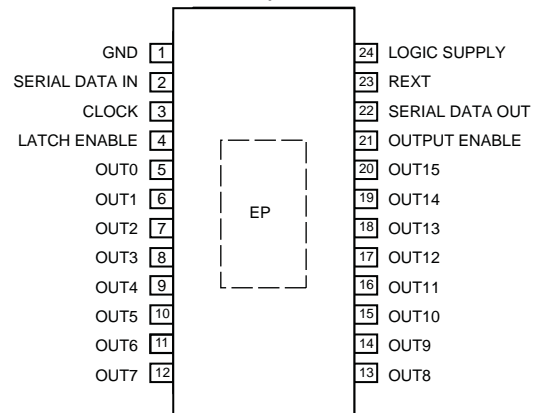 GND 1 24 LOGIC SUPPLY
SERIAL DATA IN 2 23 REXT
CLOCK 3 22 SERIAL DATA OUT
LATCH ENABLE 4 21 OUTPUT ENABLE
OUT0 5 20 OUT15
OUT1 6 19 OUT14
OUT2 7 18 OUT13
EP
OUT3 8 17 OUT12
OUT4 9 16 OUT11
OUT5 10 15 OUT10
OUT6 11 14 OUT9
OUT7 12 13 OUT8